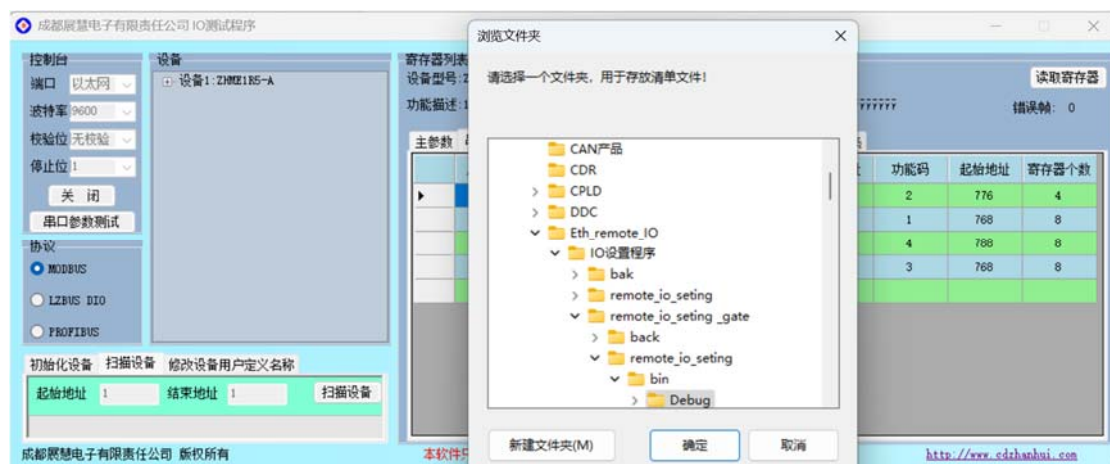 成都展慧电子有限责任公司 IO测试程序
浏览文件夹
控制台
端口 以太网
波特率 9600
校验位 无校验
停止位 1
关 闭
串口参数测试
协议
MODBUS
LZBUS DIO
PROFIBUS
设备
设备1:ZHME1R5-A
初始化设备 扫描设备 修改设备用户定义名称
起始地址 1 结束地址 1 扫描设备
寄存器列表
设备型号:
功能描述:
读取寄存器
错误帧: 0
主参数
功能码 起始地址 寄存器个数
2 776 4
1 768 8
4 788 8
3 768 8
请选择一个文件夹，用于存放清单文件!
CAN产品
CDR
CPLD
DDC
Eth_remote_IO
IO设置程序
bak
remote_io_seting
remote_io_seting _gate
back
remote_io_seting
bin
Debug
新建文件夹(M) 确定 取消
成都展慧电子有限责任公司 版权所有
本软件
http://www.cdzhanhui.com